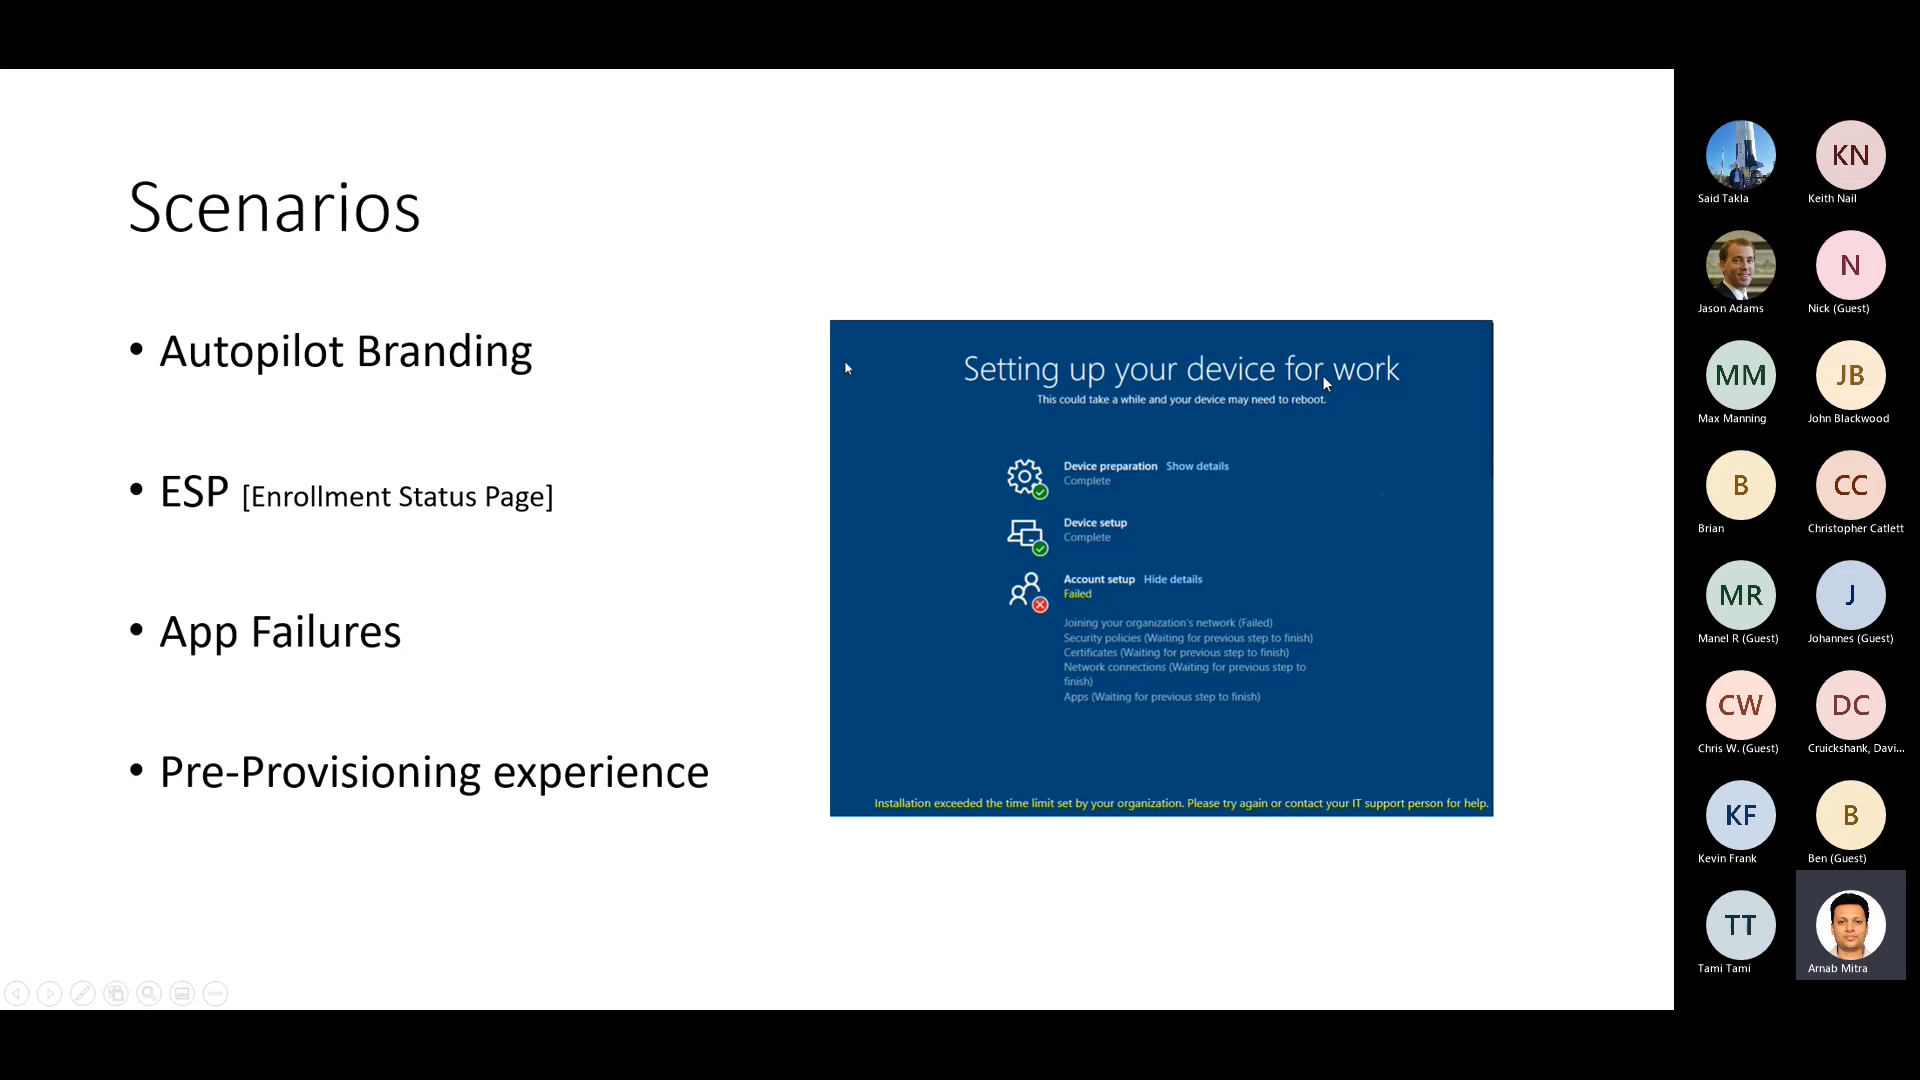 Scenarios
• Autopilot Branding
• ESP [Enrollment Status Page]
• App Failures
• Pre-Provisioning experience
Setting up your device for work
This could take a while and your device may need to reboot.
Device preparation Show details
Complete
Device setup
Complete
Account setup Hide details
Failed
Joining your organization's network (Failed)
Security policies (Waiting for previous step to finish)
Certificates (Waiting for previous step to finish)
Network connections (Waiting for previous step to
finish)
Apps (Waiting for previous step to finish)
Installation exceeded the time limit set by your organization. Please try again or contact your IT support person for help.
KN
Said Takla
Keith Nail
N
Jason Adams
Nick (Guest)
MM
JB
Max Manning
John Blackwood
B
CC
Brian
Christopher Catlett
MR
J
Manel R (Guest)
Johannes (Guest)
CW
DC
Chris W. (Guest)
Cruickshank, Davi...
KF
B
Kevin Frank
Ben (Guest)
TT
Tami Tami
Arnab Mitra